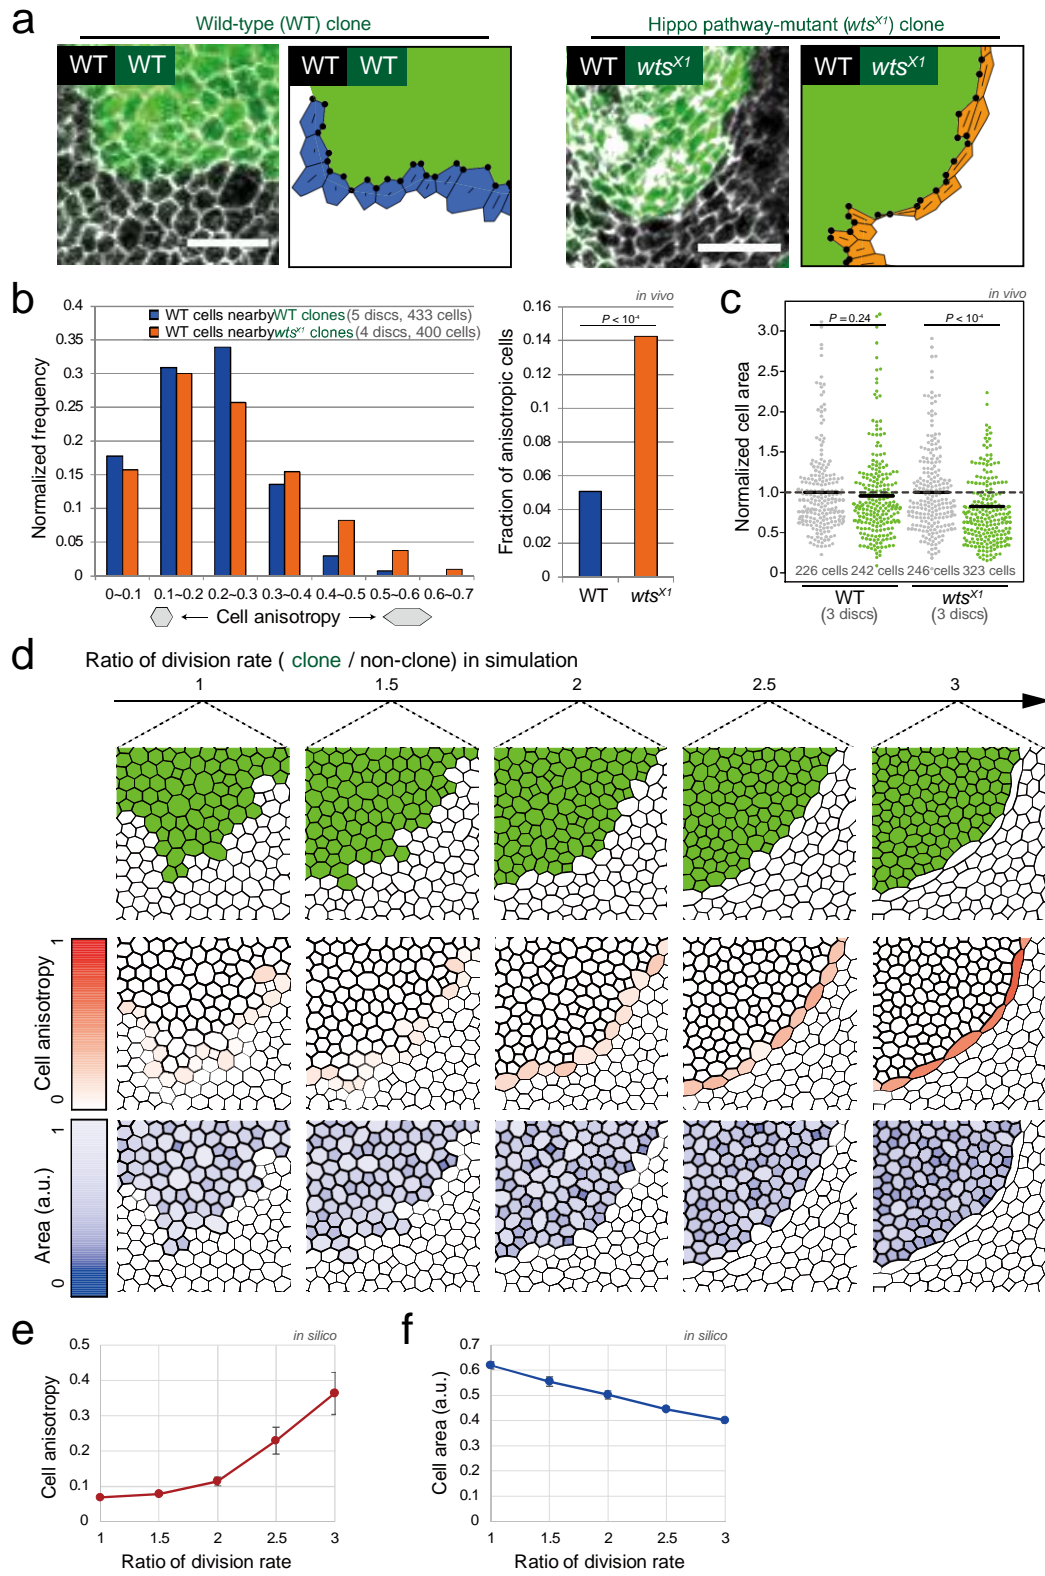 a
Wild-type (WT) clone
Hippo pathway-mutant (wtsX1) clone
WT WT
WT WT
WT wtsX1
WT wtsX1
b
in vivo
WT cells nearby WT clones (5 discs, 433 cells)
WT cells nearby wtsX1 clones (4 discs, 400 cells)
Normalized frequency
0.4
0.35
0.3
0.25
0.2
0.15
0.1
0.05
0
0~0.1 0.1~0.2 0.2~0.3 0.3~0.4 0.4~0.5 0.5~0.6 0.6~0.7
Cell anisotropy
Fraction of anisotropic cells
0.16
0.14
0.12
0.1
0.08
0.06
0.04
0.02
0
P < 10-4
WT wtsX1
c
in vivo
Normalized cell area
3.0
2.5
2.0
1.5
1.0
0.5
0
P = 0.24
P < 10-4
226 cells 242 cells 246 cells 323 cells
WT wtsX1
(3 discs) (3 discs)
d
Ratio of division rate ( clone / non-clone) in simulation
1 1.5 2 2.5 3
Cell anisotropy
0 1
Area (a.u.)
0 1
e
in silico
Cell anisotropy
0.5
0.4
0.3
0.2
0.1
0
1 1.5 2 2.5 3
Ratio of division rate
f
in silico
Cell area (a.u.)
0.7
0.6
0.5
0.4
0.3
0.2
0.1
0
1 1.5 2 2.5 3
Ratio of division rate